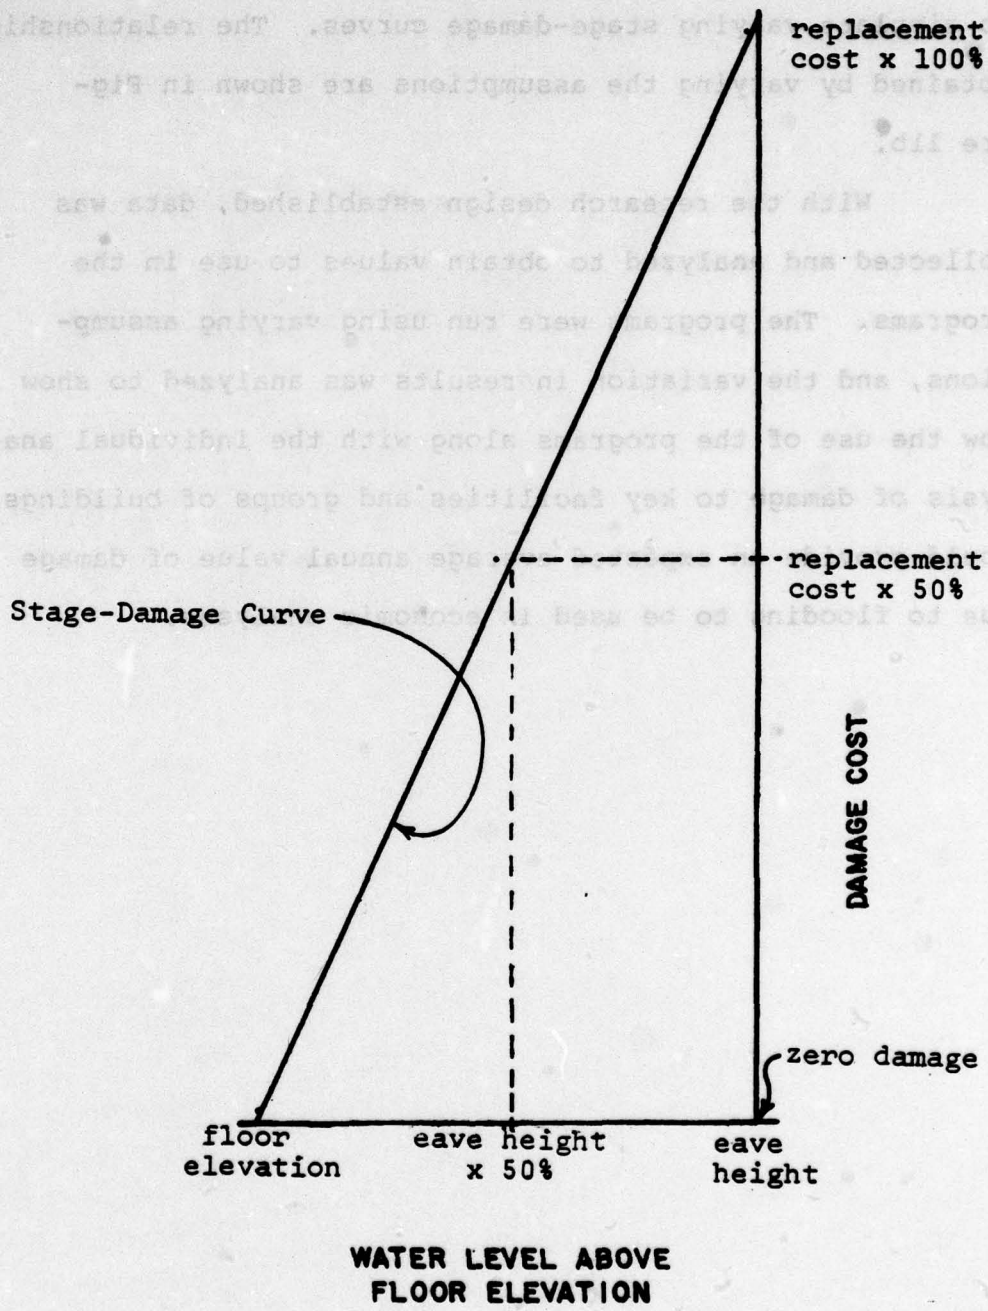 replacement
cost x 100%
replacement
cost x 50%
Stage-Damage Curve
DAMAGE COST
zero damage
floor
elevation
eave height
x 50%
eave
height
WATER LEVEL ABOVE
FLOOR ELEVATION